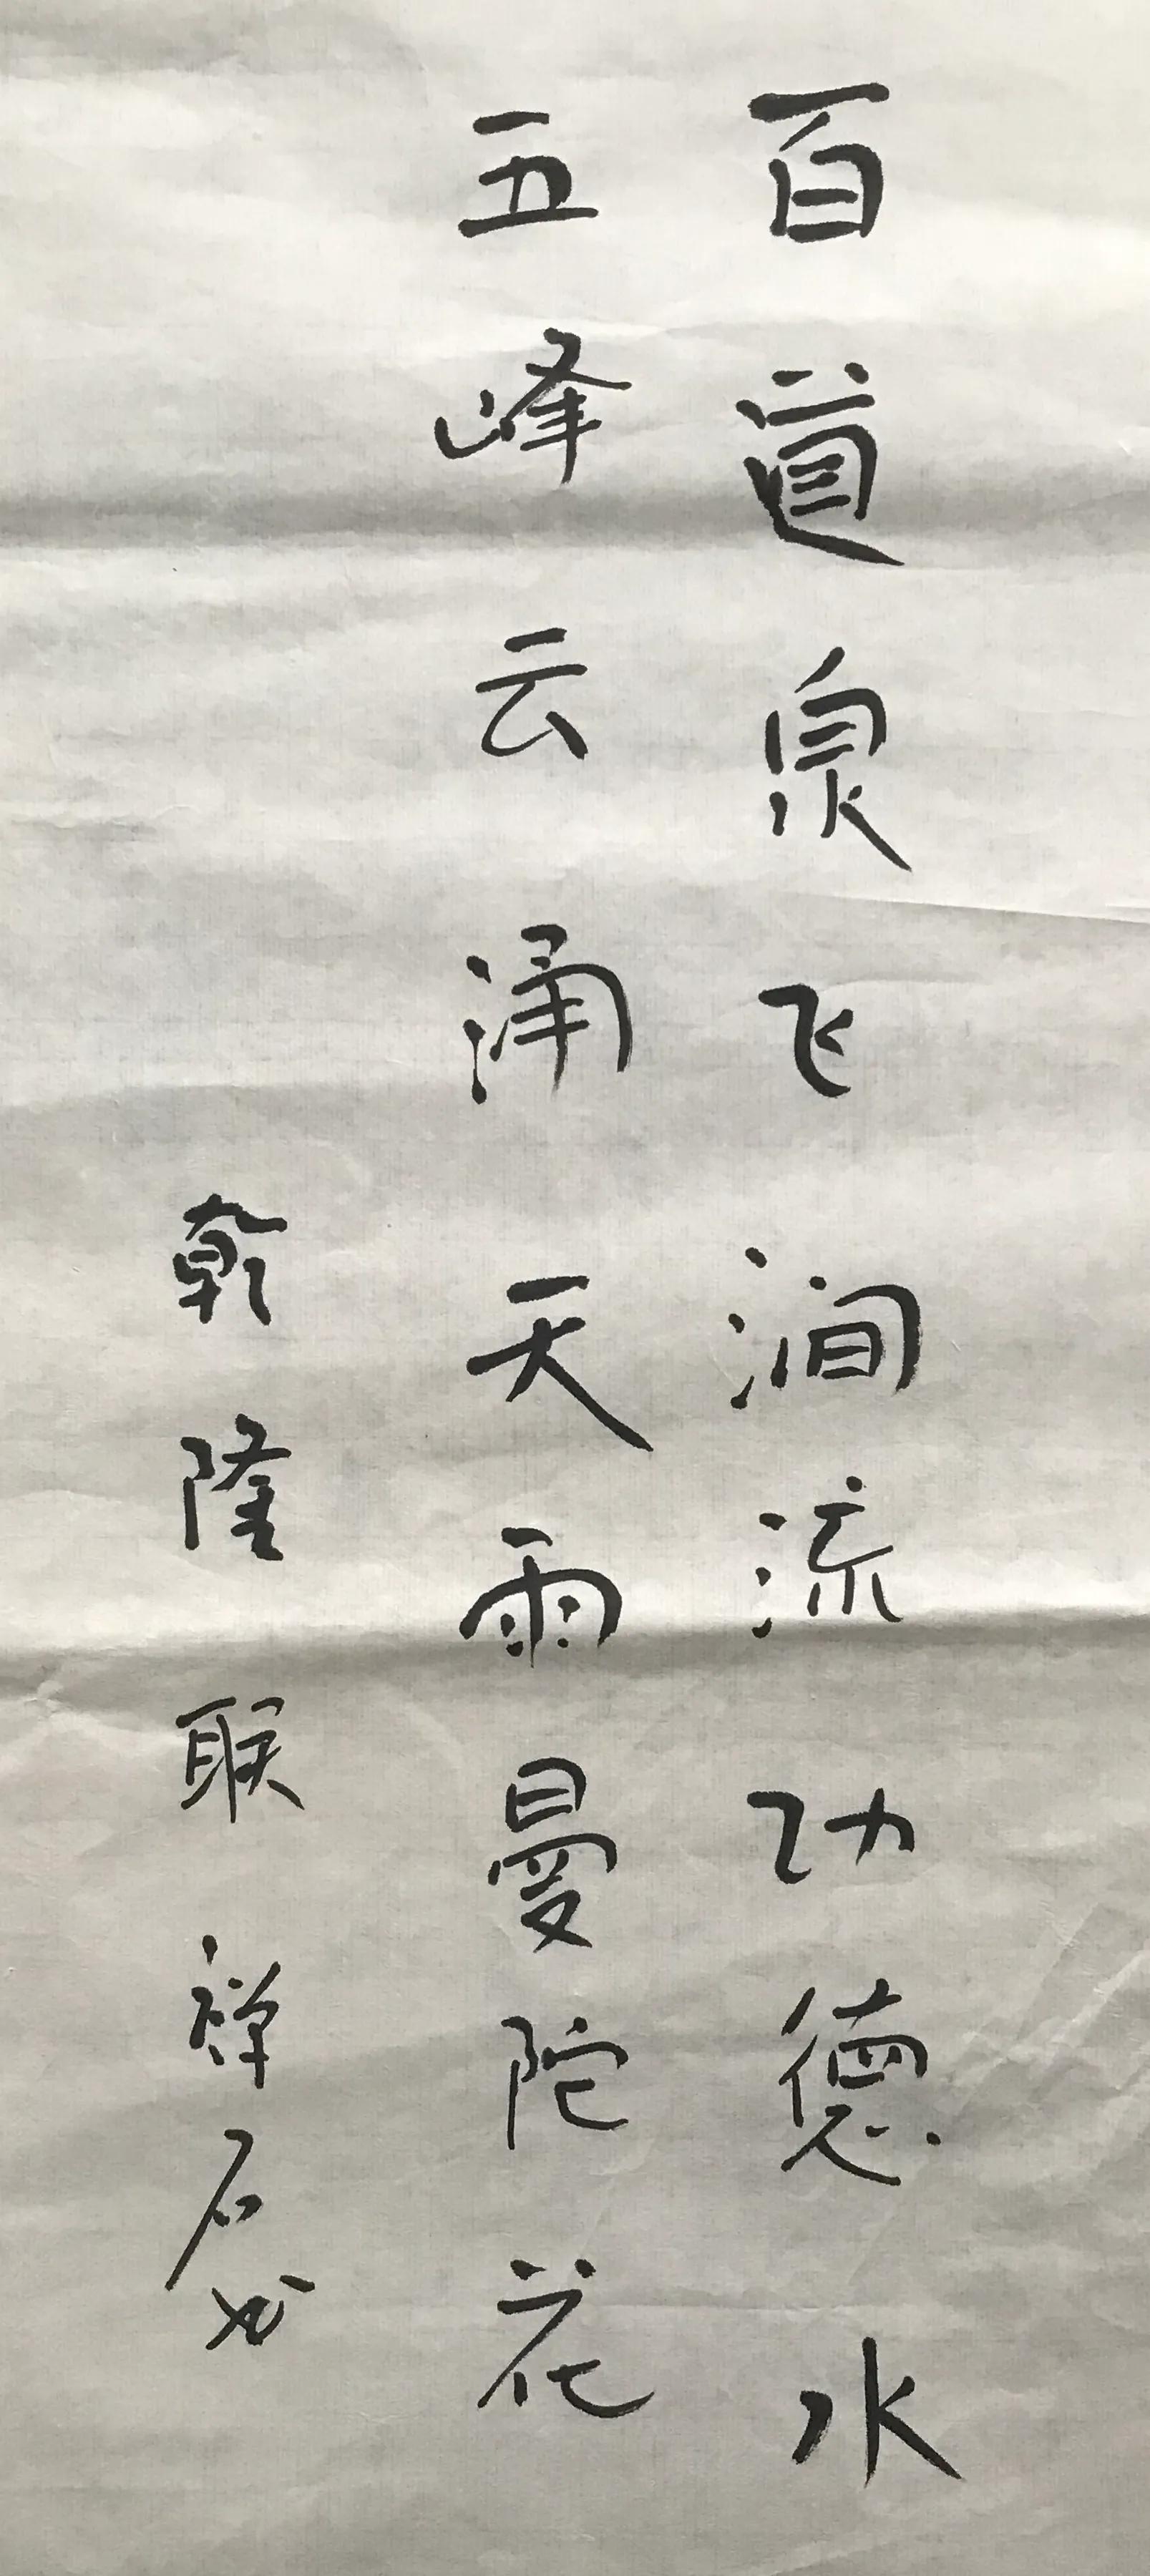 百道泉飞涧流功德水
五峰云涌天雨曼陀花
乾隆联禅石书